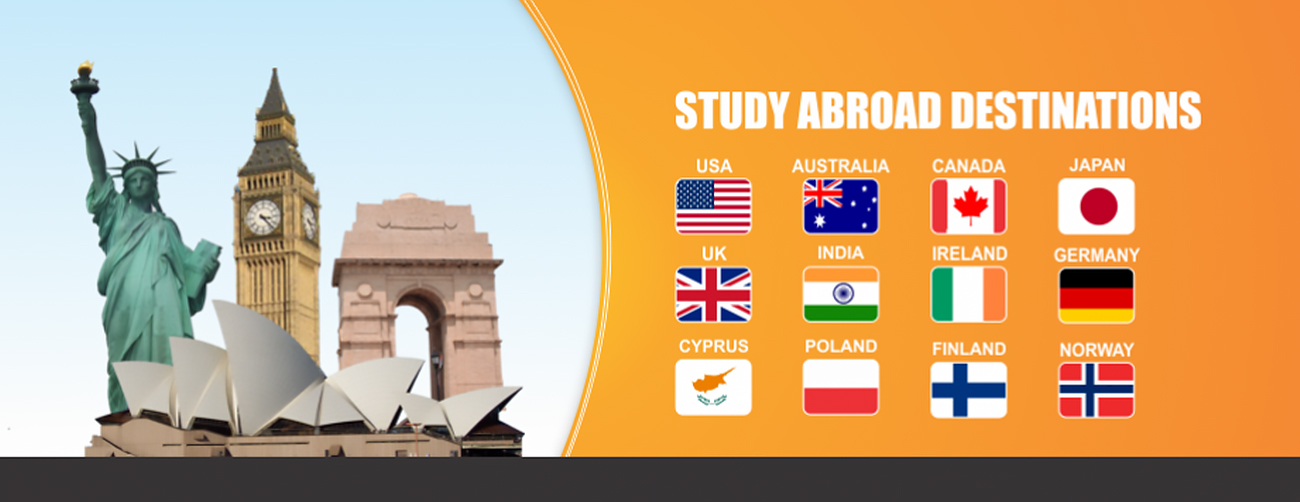 STUDY ABROAD DESTINATIONS
USA AUSTRALIA CANADA JAPAN
UK INDIA IRELAND GERMANY
CYPRUS POLAND FINLAND NORWAY